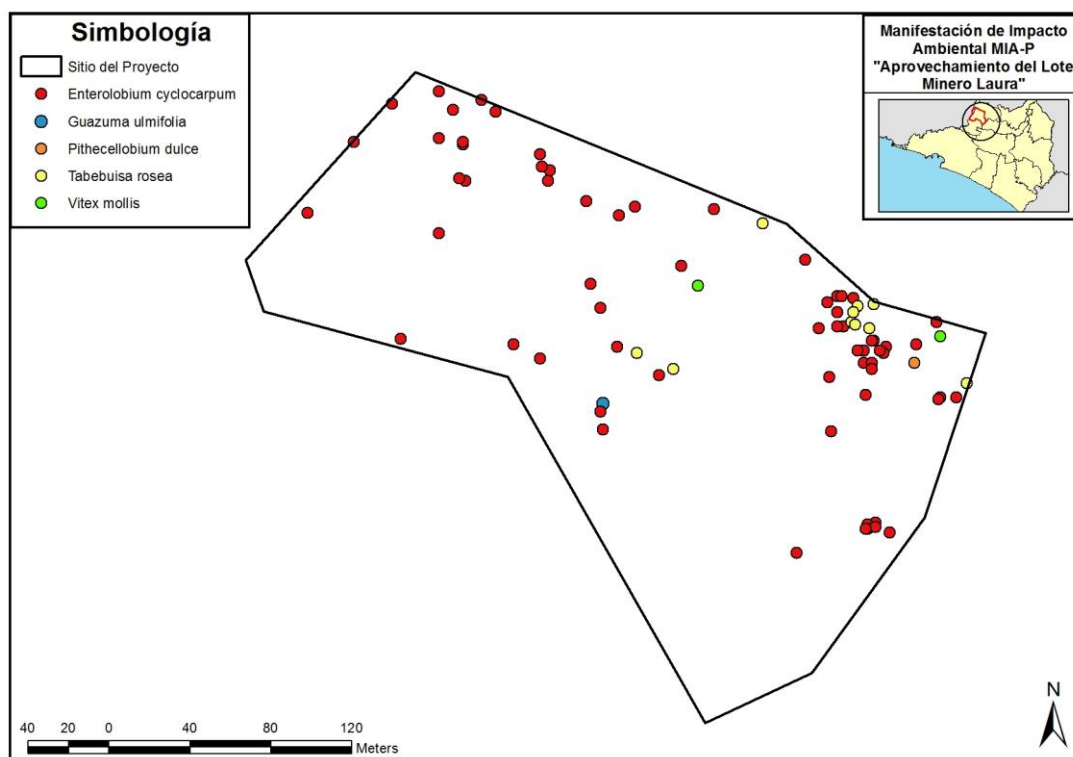 Simbología
Sitio del Proyecto
Enterolobium cyclocarpum
Guazuma ulmifolia
Pithecellobium dulce
Tabebuisa rosea
Vitex mollis
Manifestación de Impacto
Ambiental MIA-P
"Aprovechamiento del Lote
Minero Laura"
N
40 20 0 40 80 120
Meters